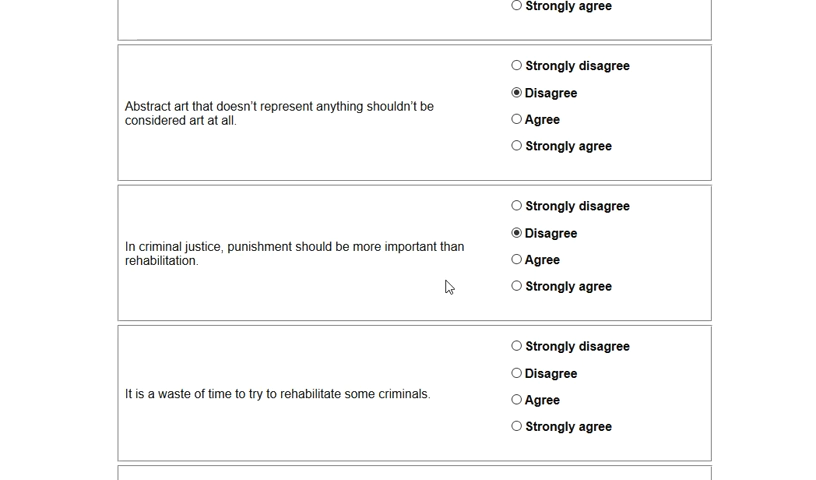 Strongly agree
Strongly disagree
Disagree
Abstract art that doesn't represent anything shouldn't be
considered art at all.
Agree
Strongly agree
Strongly disagree
Disagree
In criminal justice, punishment should be more important than
rehabilitation.
Agree
Strongly agree
Strongly disagree
Disagree
It is a waste of time to try to rehabilitate some criminals.
Agree
Strongly agree